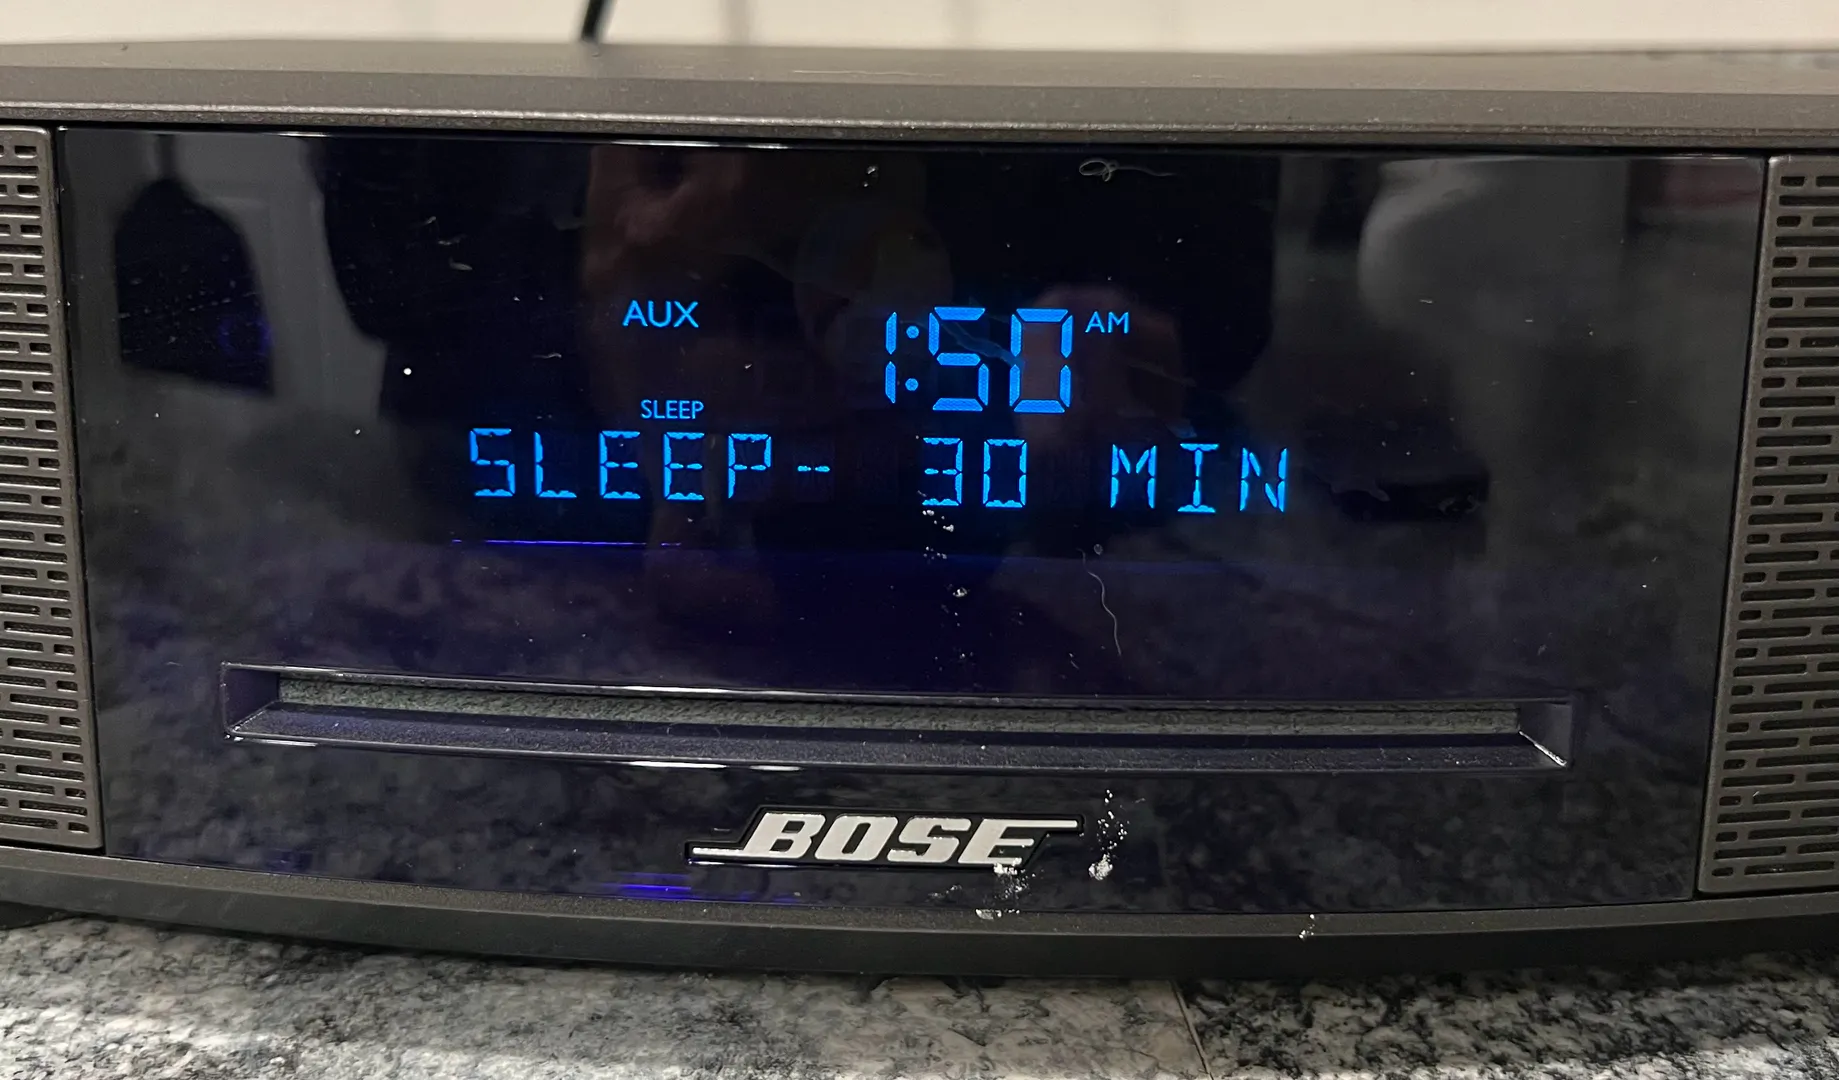 AUX 1:50 AM
SLEEP
SLEEP- 30 MIN
BOSE